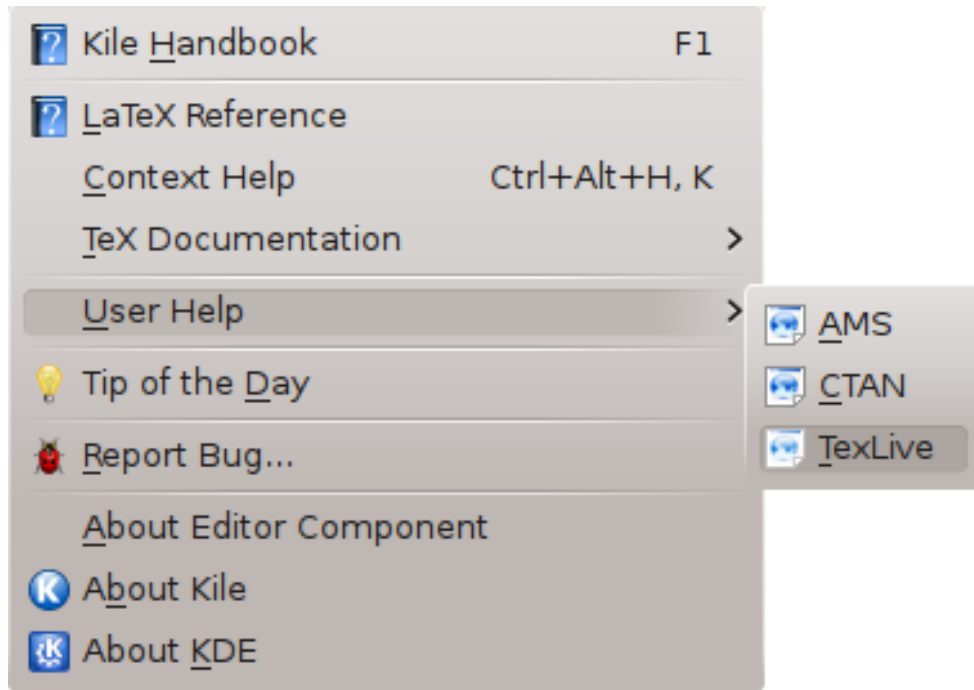 Kile Handbook F1
LaTeX Reference
Context Help Ctrl+Alt+H, K
TeX Documentation
User Help
AMS
CTAN
TexLive
Tip of the Day
Report Bug...
About Editor Component
About Kile
About KDE